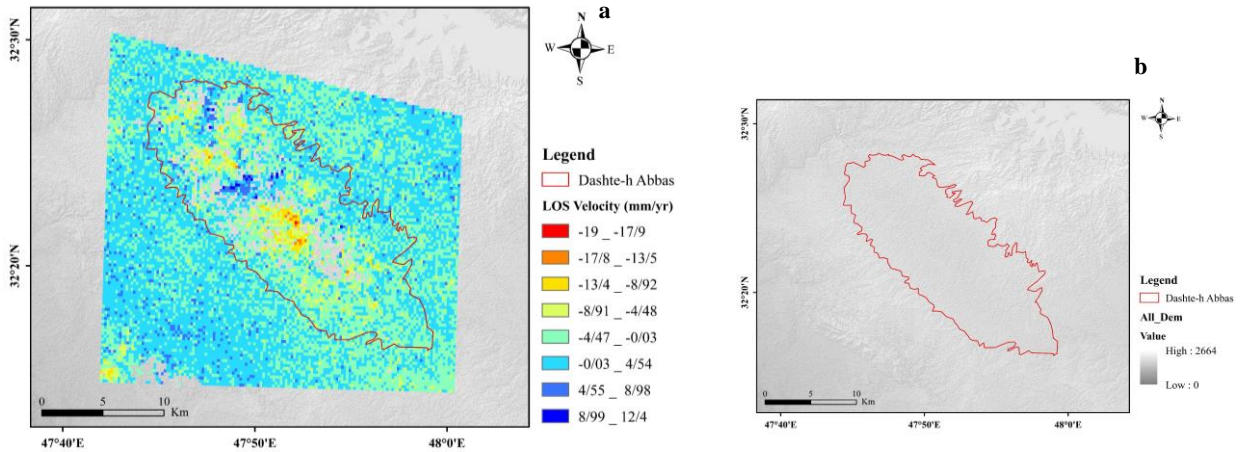 a
N
W E
S
32°30'N
32°20'N
Legend
Dashte-h Abbas
LOS Velocity (mm/yr)
-19 _ -17/9
-17/8 _ -13/5
-13/4 _ -8/92
-8/91 _ -4/48
-4/47 _ -0/03
-0/03 _ 4/54
4/55 _ 8/98
8/99 _ 12/4
0 5 10
Km
47°40'E
47°50'E
48°0'E
b
N
W E
S
32°30'N
32°20'N
Legend
Dashte-h Abbas
All_Dem
Value
High : 2664
Low : 0
0 5 10
Km
47°40'E
47°50'E
48°0'E